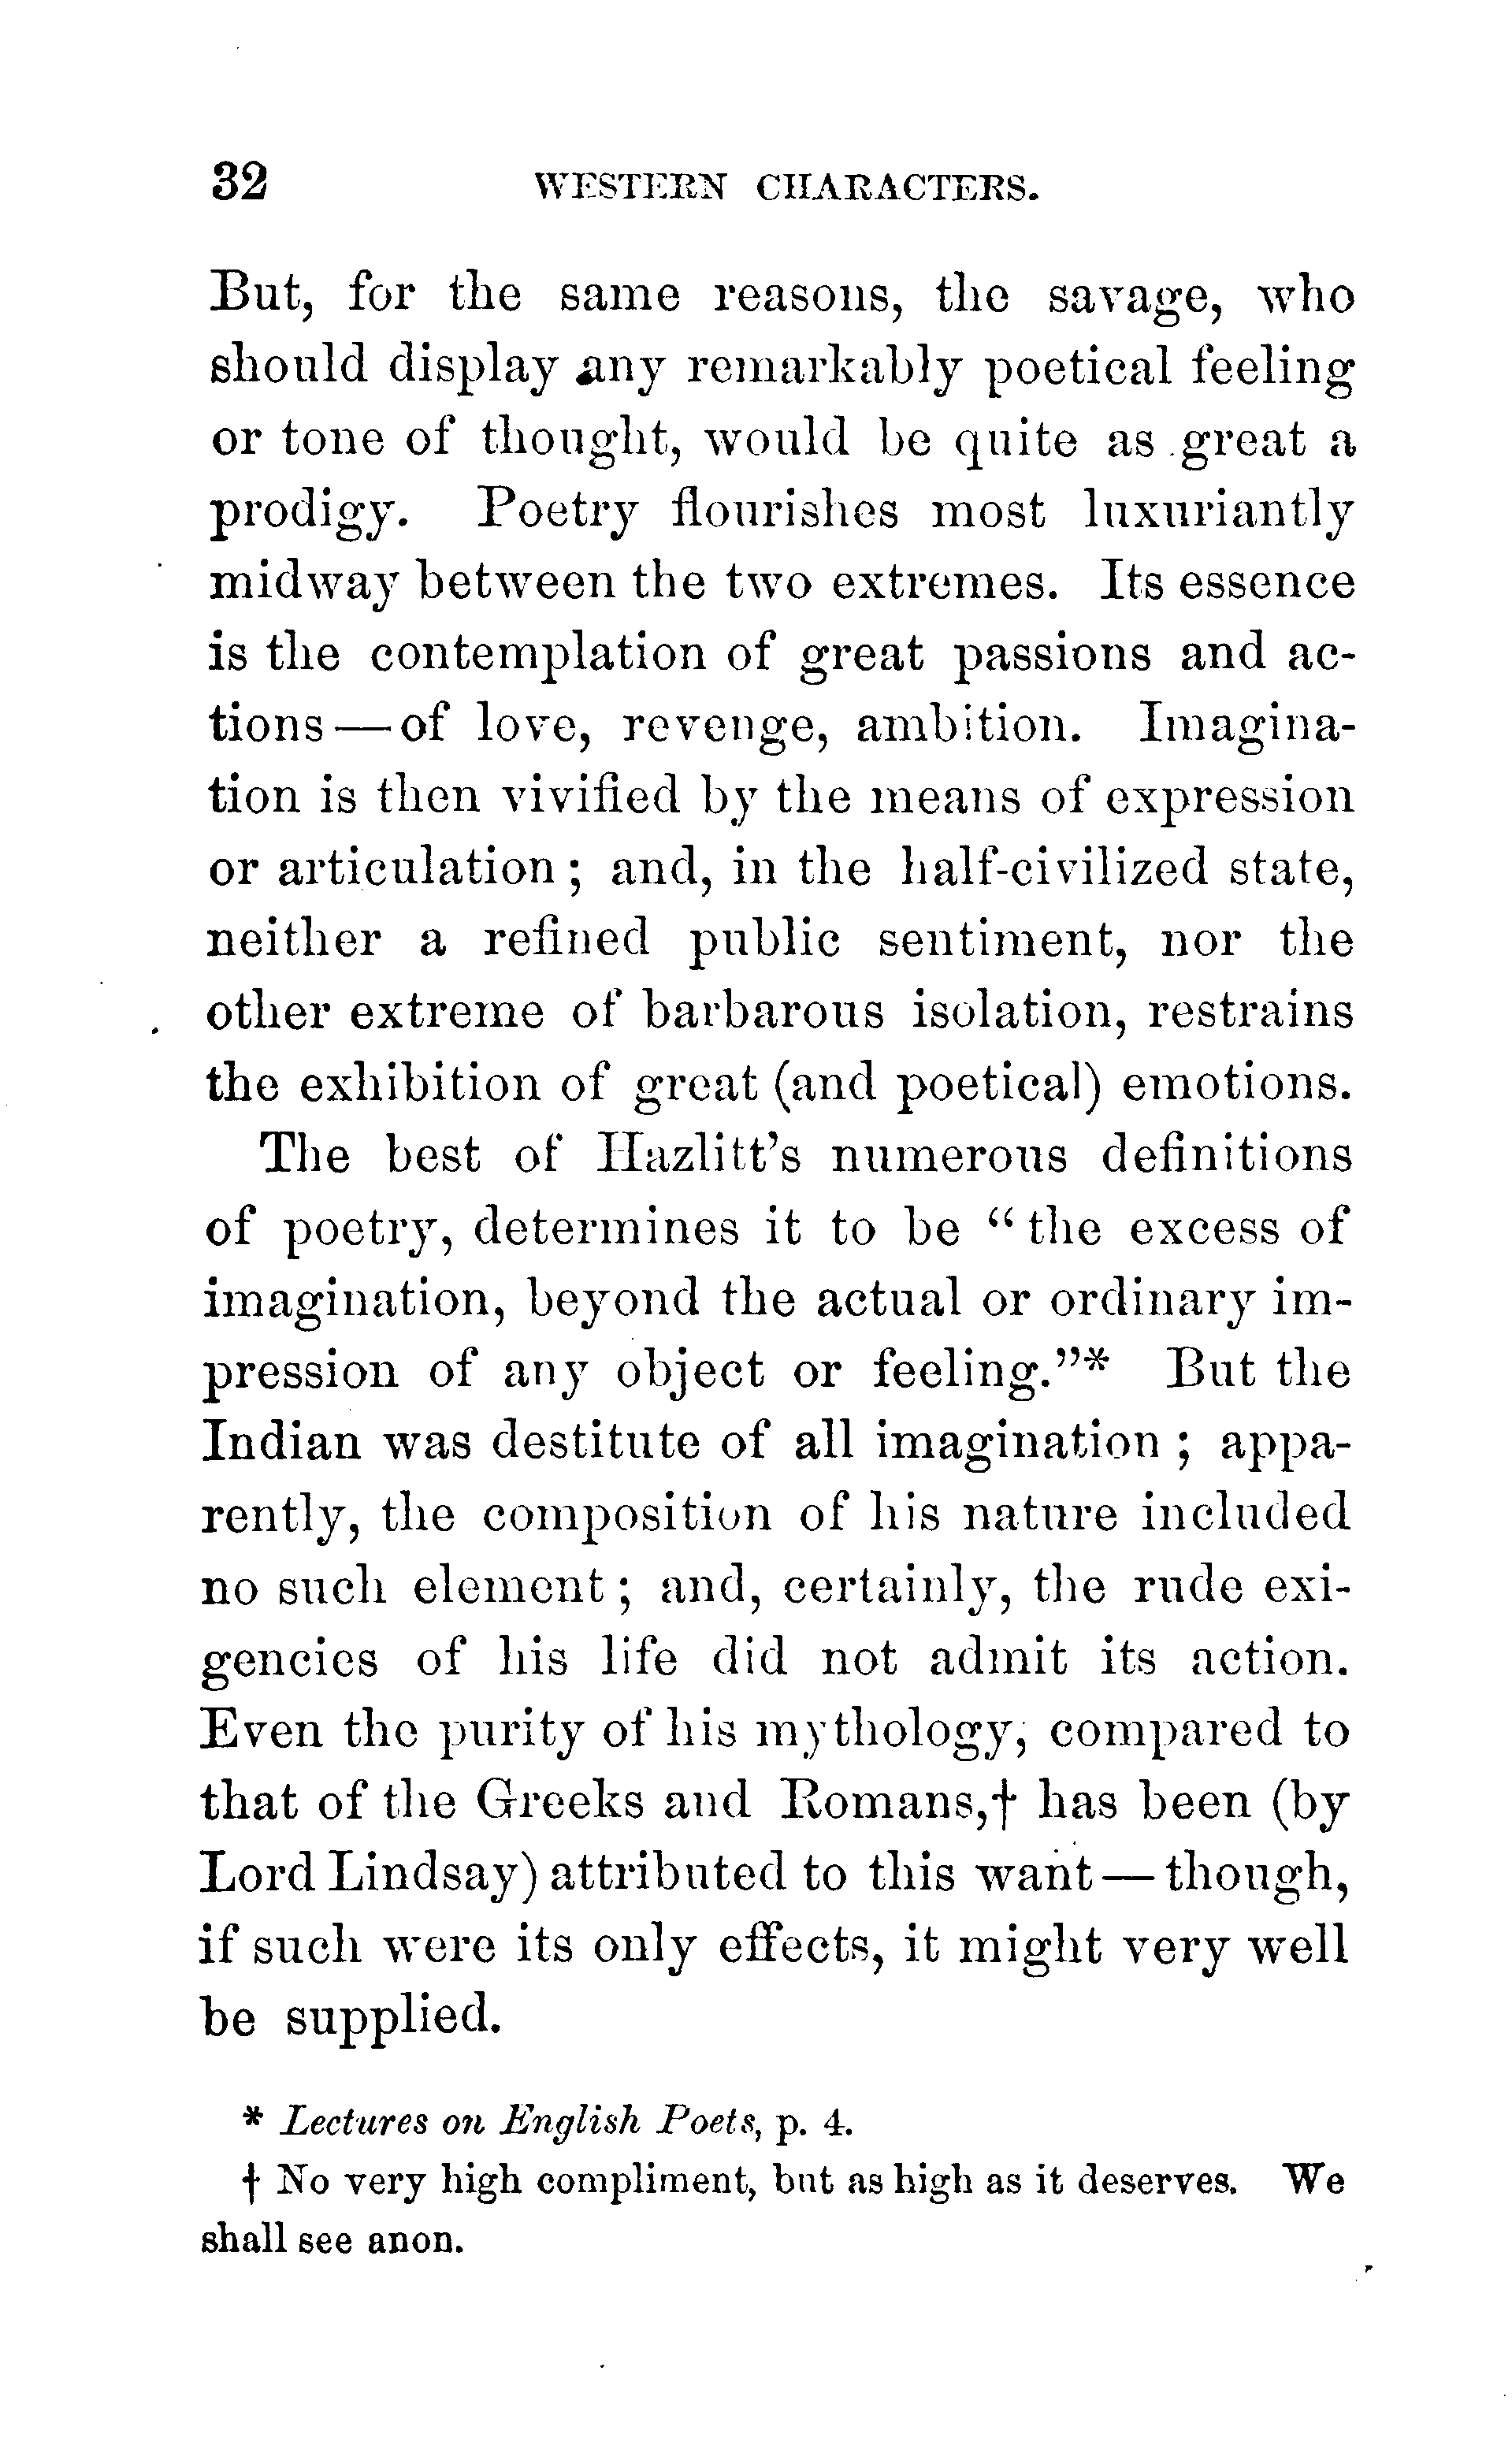 32 WESTERN CHARACTERS.
But, for the same reasons, the savage, who
should display any remarkably poetical feeling
or tone of thought, would be quite as great a
prodigy. Poetry flourishes most luxuriantly
midway between the two extremes. Its essence
is the contemplation of great passions and ac-
tions—of love, revenge, ambition. Imagina-
tion is then vivified by the means of expression
or articulation; and, in the half-civilized state,
neither a refined public sentiment, nor the
other extreme of barbarous isolation, restrains
the exhibition of great (and poetical) emotions.
The best of Hazlitt's numerous definitions
of poetry, determines it to be "the excess of
imagination, beyond the actual or ordinary im-
pression of any object or feeling."* But the
Indian was destitute of all imagination; appa-
rently, the composition of his nature included
no such element; and, certainly, the rude exi-
gencies of his life did not admit its action.
Even the purity of his mythology, compared to
that of the Greeks and Romans,† has been (by
Lord Lindsay) attributed to this want—though,
if such were its only effects, it might very well
be supplied.
* Lectures on English Poets, p. 4.
† No very high compliment, but as high as it deserves. We
shall see anon.